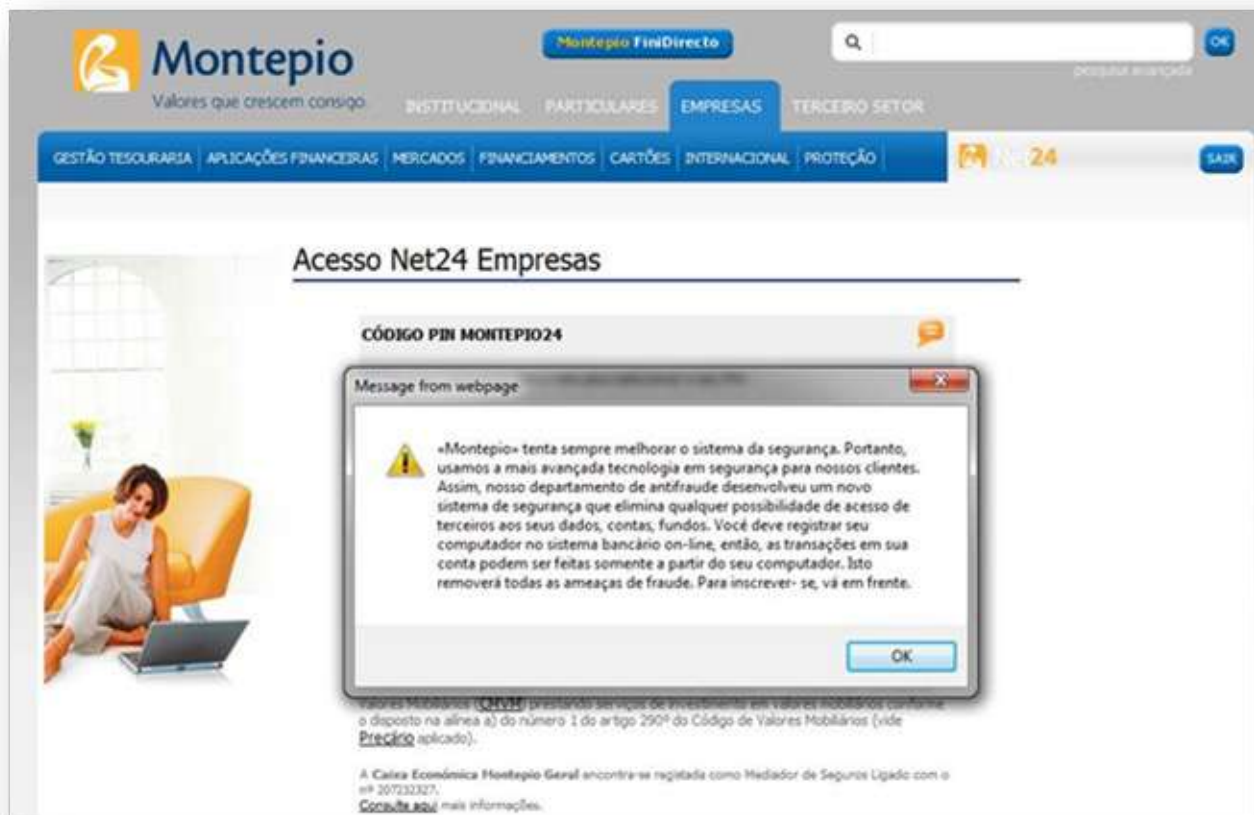 Montepio
Valores que crescem consigo.
Montepio FiniDirecto
OK
pesquisa avançada
INSTITUCIONAL PARTICULARES EMPRESAS TERCEIRO SETOR
GESTÃO TESOURARIA APLICAÇÕES FINANCEIRAS MERCADOS FINANCIAMENTOS CARTÕES INTERNACIONAL PROTEÇÃO
Net24
SAIR
Acesso Net24 Empresas
CÓDIGO PIN MONTEPIO24
Message from webpage
«Montepio» tenta sempre melhorar o sistema da segurança. Portanto,
usamos a mais avançada tecnologia em segurança para nossos clientes.
Assim, nosso departamento de antifraude desenvolveu um novo
sistema de segurança que elimina qualquer possibilidade de acesso de
terceiros aos seus dados, contas, fundos. Você deve registrar seu
computador no sistema bancário on-line, então, as transações em sua
conta podem ser feitas somente a partir do seu computador. Isto
removerá todas as ameaças de fraude. Para inscrever- se, vá em frente.
OK
Valores Mobiliários (CMVM) prestando serviços de investimento em valores mobiliários conforme
o disposto na alínea a) do número 1 do artigo 290º do Código de Valores Mobiliários (vide
Preçário aplicado).
A Caixa Económica Montepio Geral encontra-se registada como Mediador de Seguros Ligado com o
nº 207232327.
Consulte aqui mais informações.